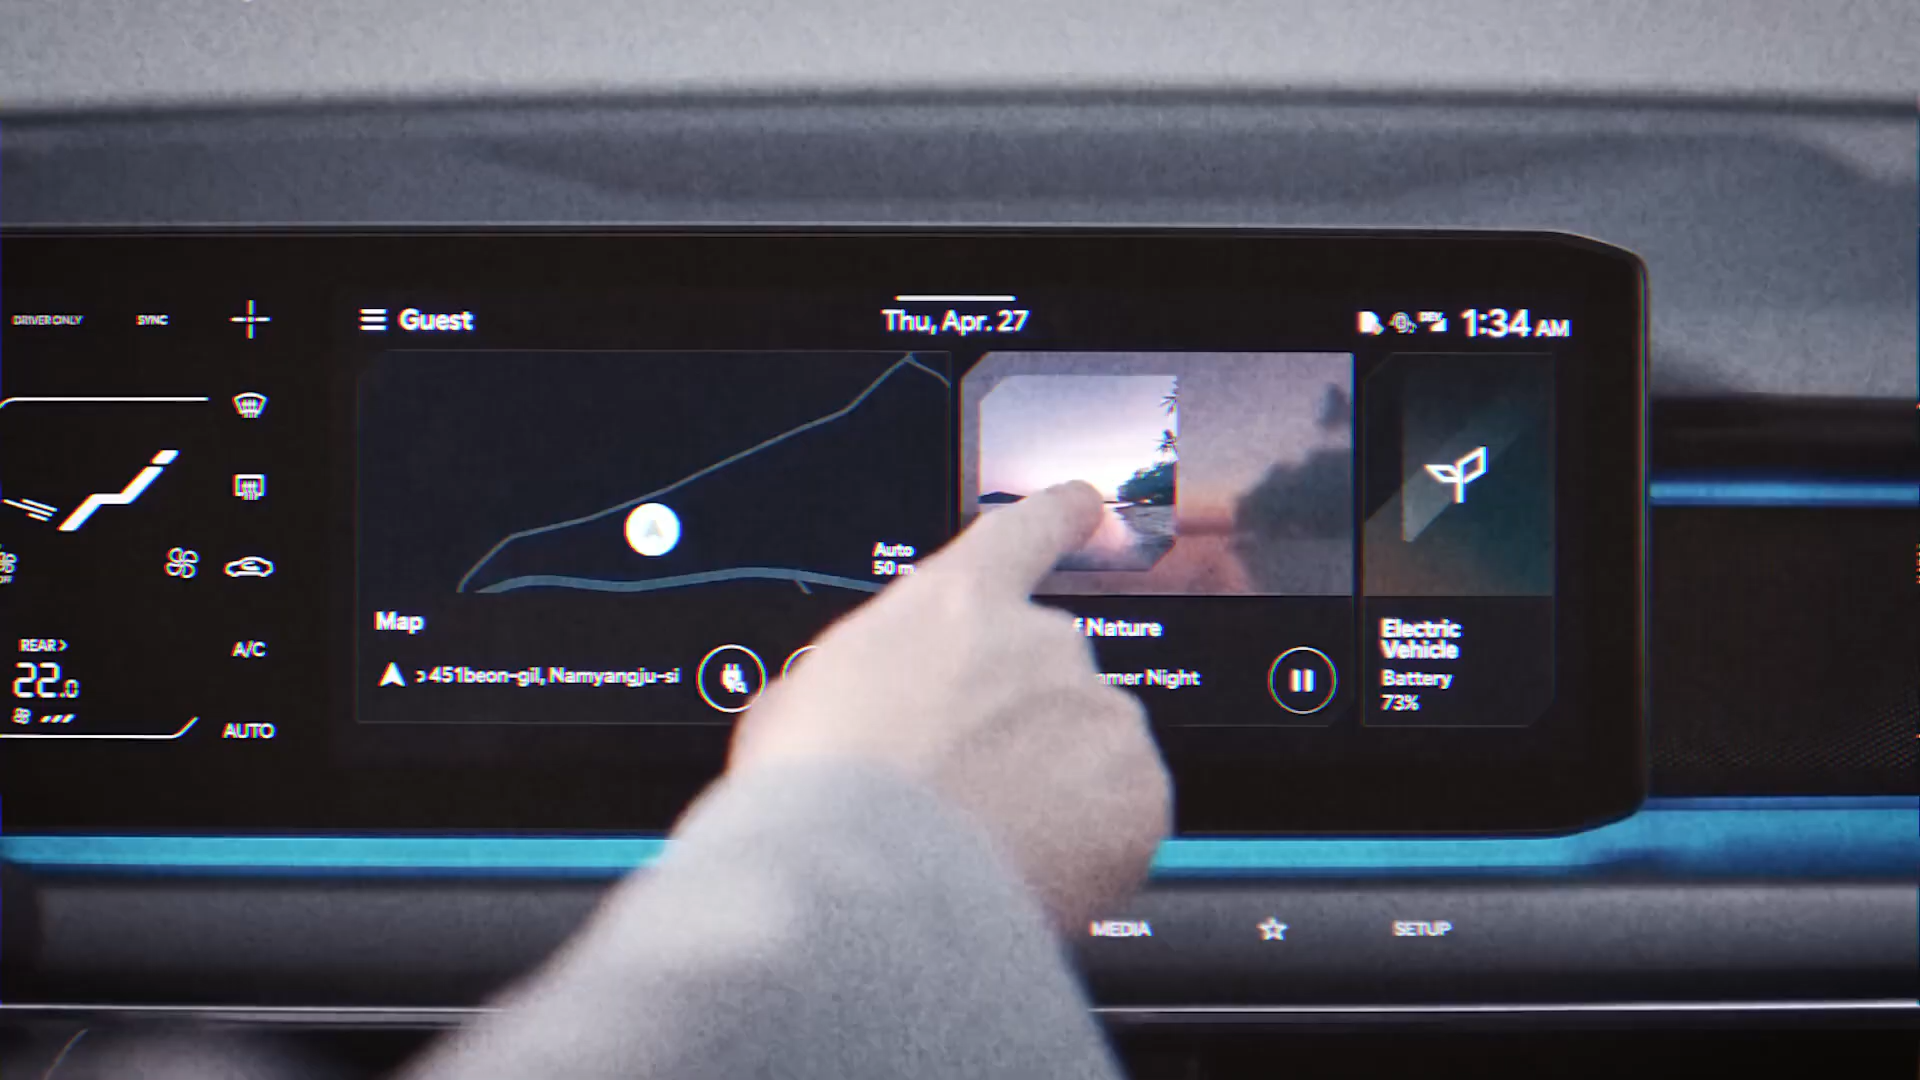 DRIVER ONLY
SYNC
Guest
Thu, Apr. 27
1:34 AM
Auto
50 m
Map
451beon-gil, Namyangju-si
Nature
Night
Electric
Vehicle
Battery
73%
REAR >
22.0
A/C
AUTO
OFF
MEDIA
SETUP